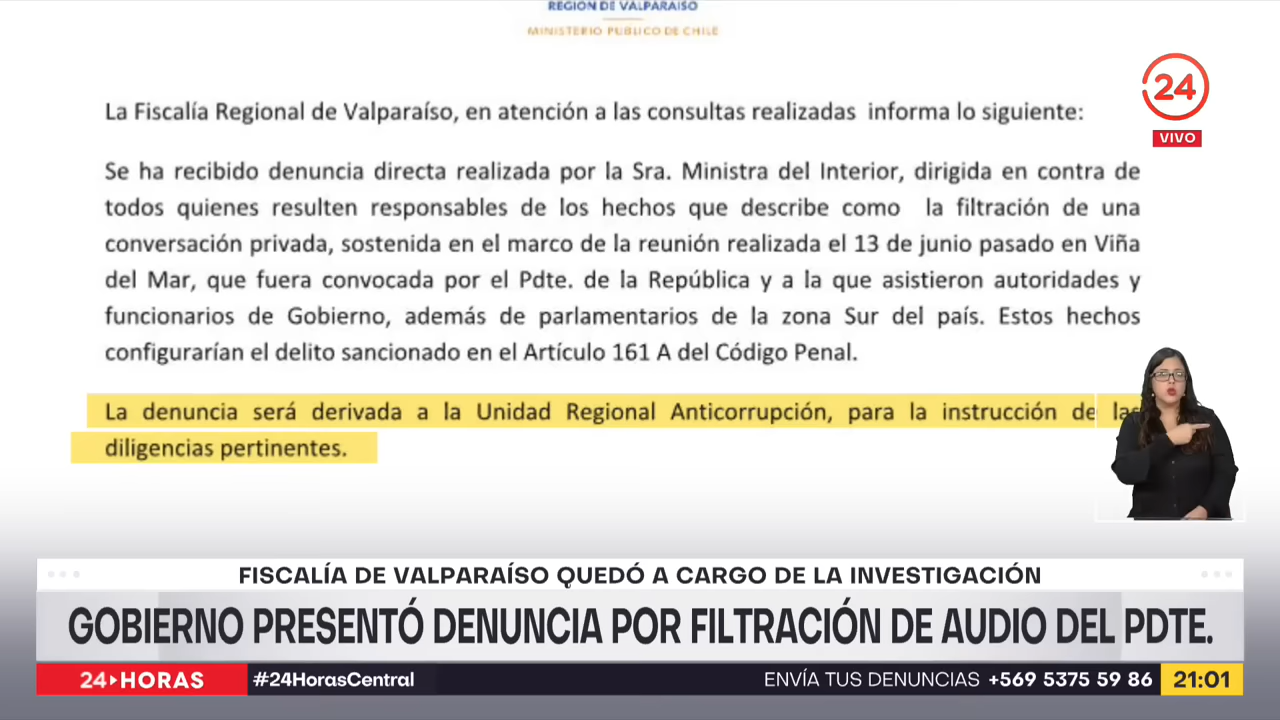 REGIÓN DE VALPARAÍSO
MINISTERIO PUBLICO DE CHILE
24
VIVO
La Fiscalía Regional de Valparaíso, en atención a las consultas realizadas informa lo siguiente:
Se ha recibido denuncia directa realizada por la Sra. Ministra del Interior, dirigida en contra de
todos quienes resulten responsables de los hechos que describe como la filtración de una
conversación privada, sostenida en el marco de la reunión realizada el 13 de junio pasado en Viña
del Mar, que fuera convocada por el Pdte. de la República y a la que asistieron autoridades y
funcionarios de Gobierno, además de parlamentarios de la zona Sur del país. Estos hechos
configurarían el delito sancionado en el Artículo 161 A del Código Penal.
La denuncia será derivada a la Unidad Regional Anticorrupción, para la instrucción de las
diligencias pertinentes.
FISCALÍA DE VALPARAÍSO QUEDÓ A CARGO DE LA INVESTIGACIÓN
GOBIERNO PRESENTÓ DENUNCIA POR FILTRACIÓN DE AUDIO DEL PDTE.
24 HORAS #24HorasCentral ENVÍA TUS DENUNCIAS +569 5375 59 86 21:01